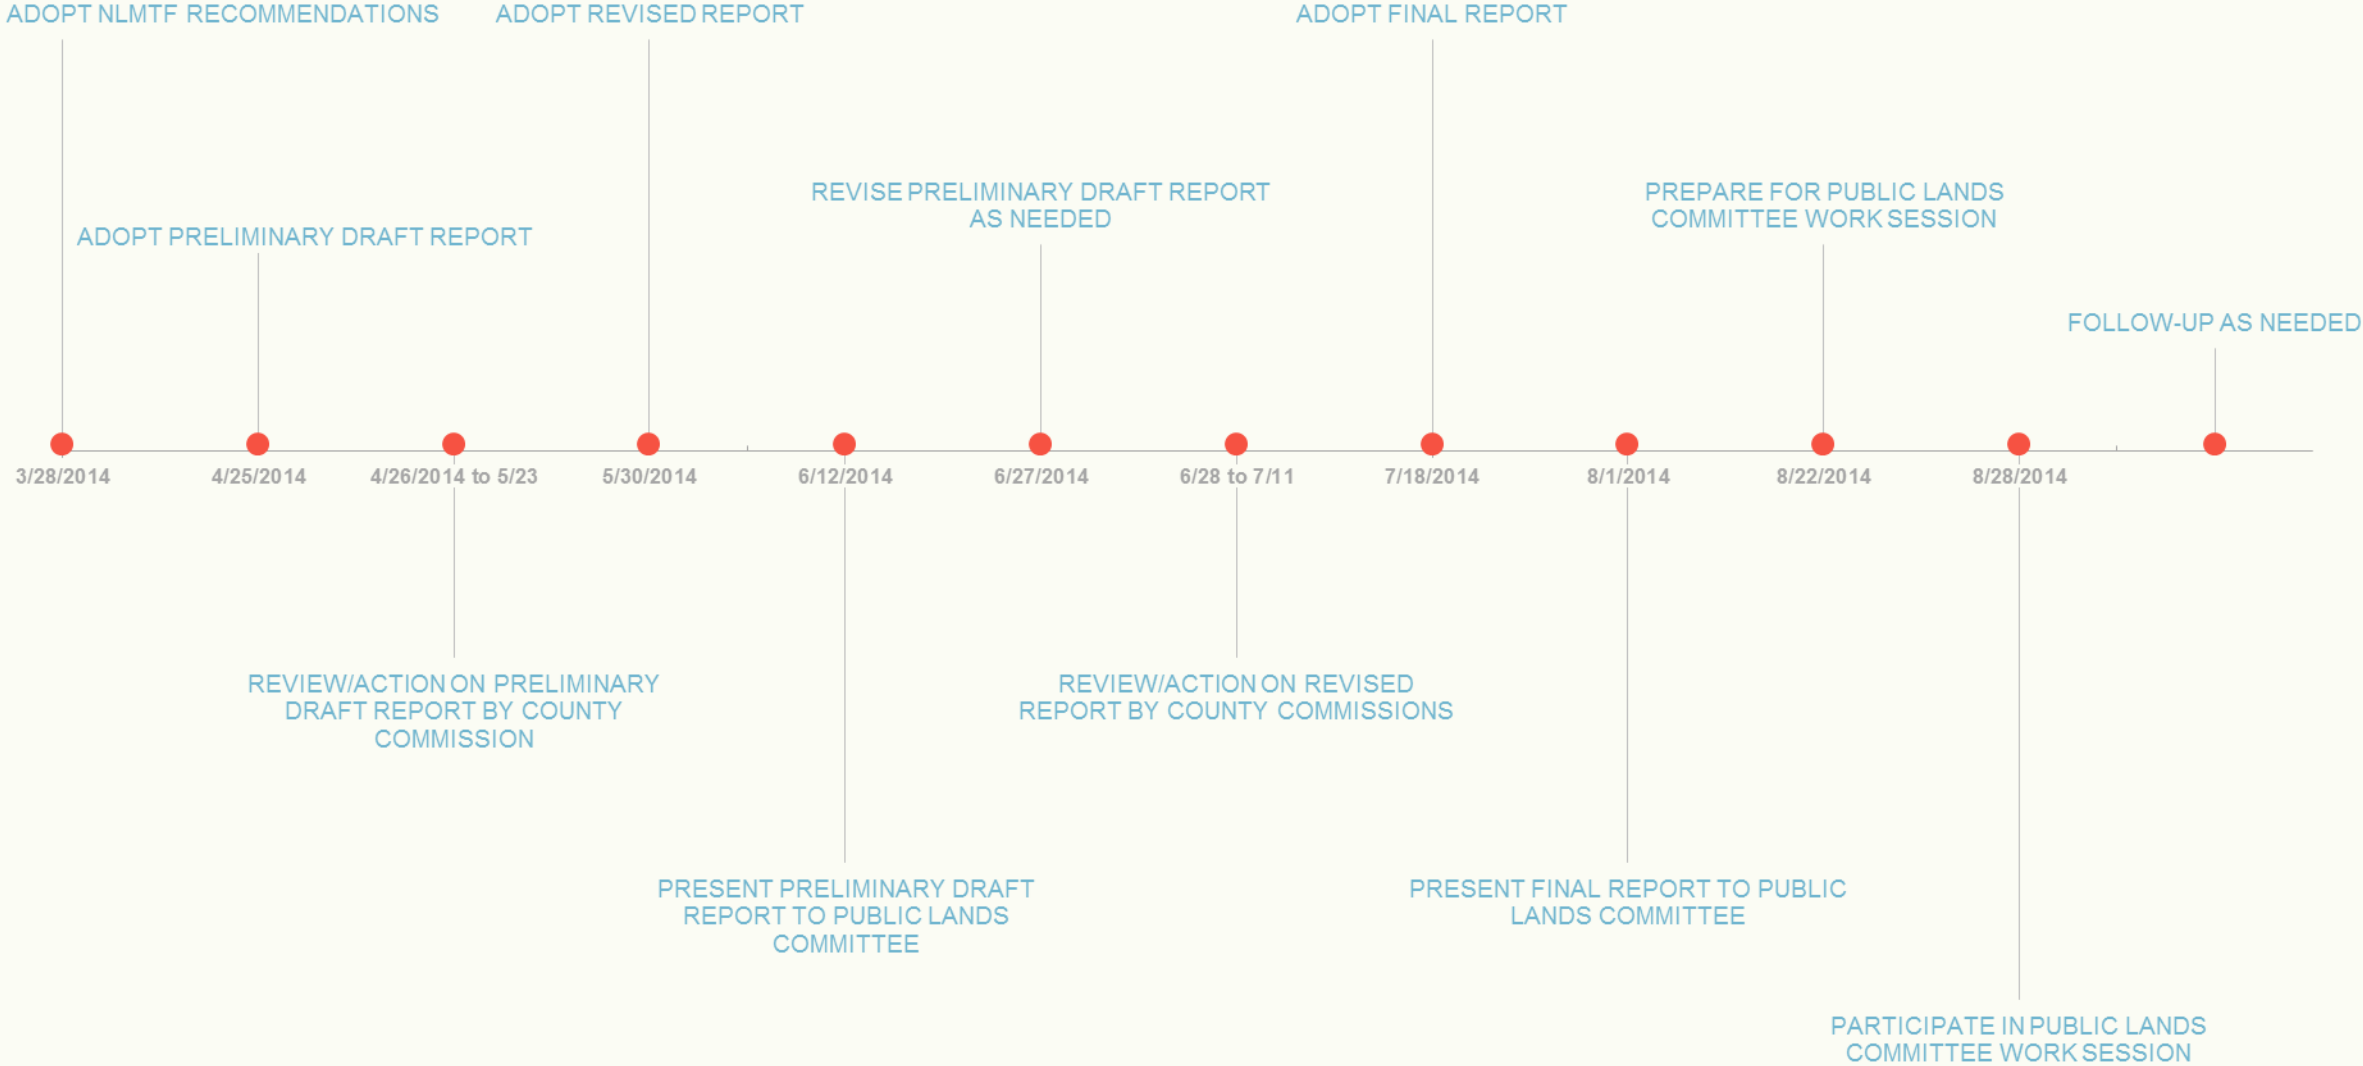 ADOPT NLMTF RECOMMENDATIONS
ADOPT REVISED REPORT
ADOPT FINAL REPORT
REVISE PRELIMINARY DRAFT REPORT
AS NEEDED
PREPARE FOR PUBLIC LANDS
COMMITTEE WORK SESSION
ADOPT PRELIMINARY DRAFT REPORT
FOLLOW-UP AS NEEDED
3/28/2014
4/25/2014
4/26/2014 to 5/23
5/30/2014
6/12/2014
6/27/2014
6/28 to 7/11
7/18/2014
8/1/2014
8/22/2014
8/28/2014
REVIEW/ACTION ON PRELIMINARY
DRAFT REPORT BY COUNTY
COMMISSION
REVIEW/ACTION ON REVISED
REPORT BY COUNTY COMMISSIONS
PRESENT PRELIMINARY DRAFT
REPORT TO PUBLIC LANDS
COMMITTEE
PRESENT FINAL REPORT TO PUBLIC
LANDS COMMITTEE
PARTICIPATE IN PUBLIC LANDS
COMMITTEE WORK SESSION